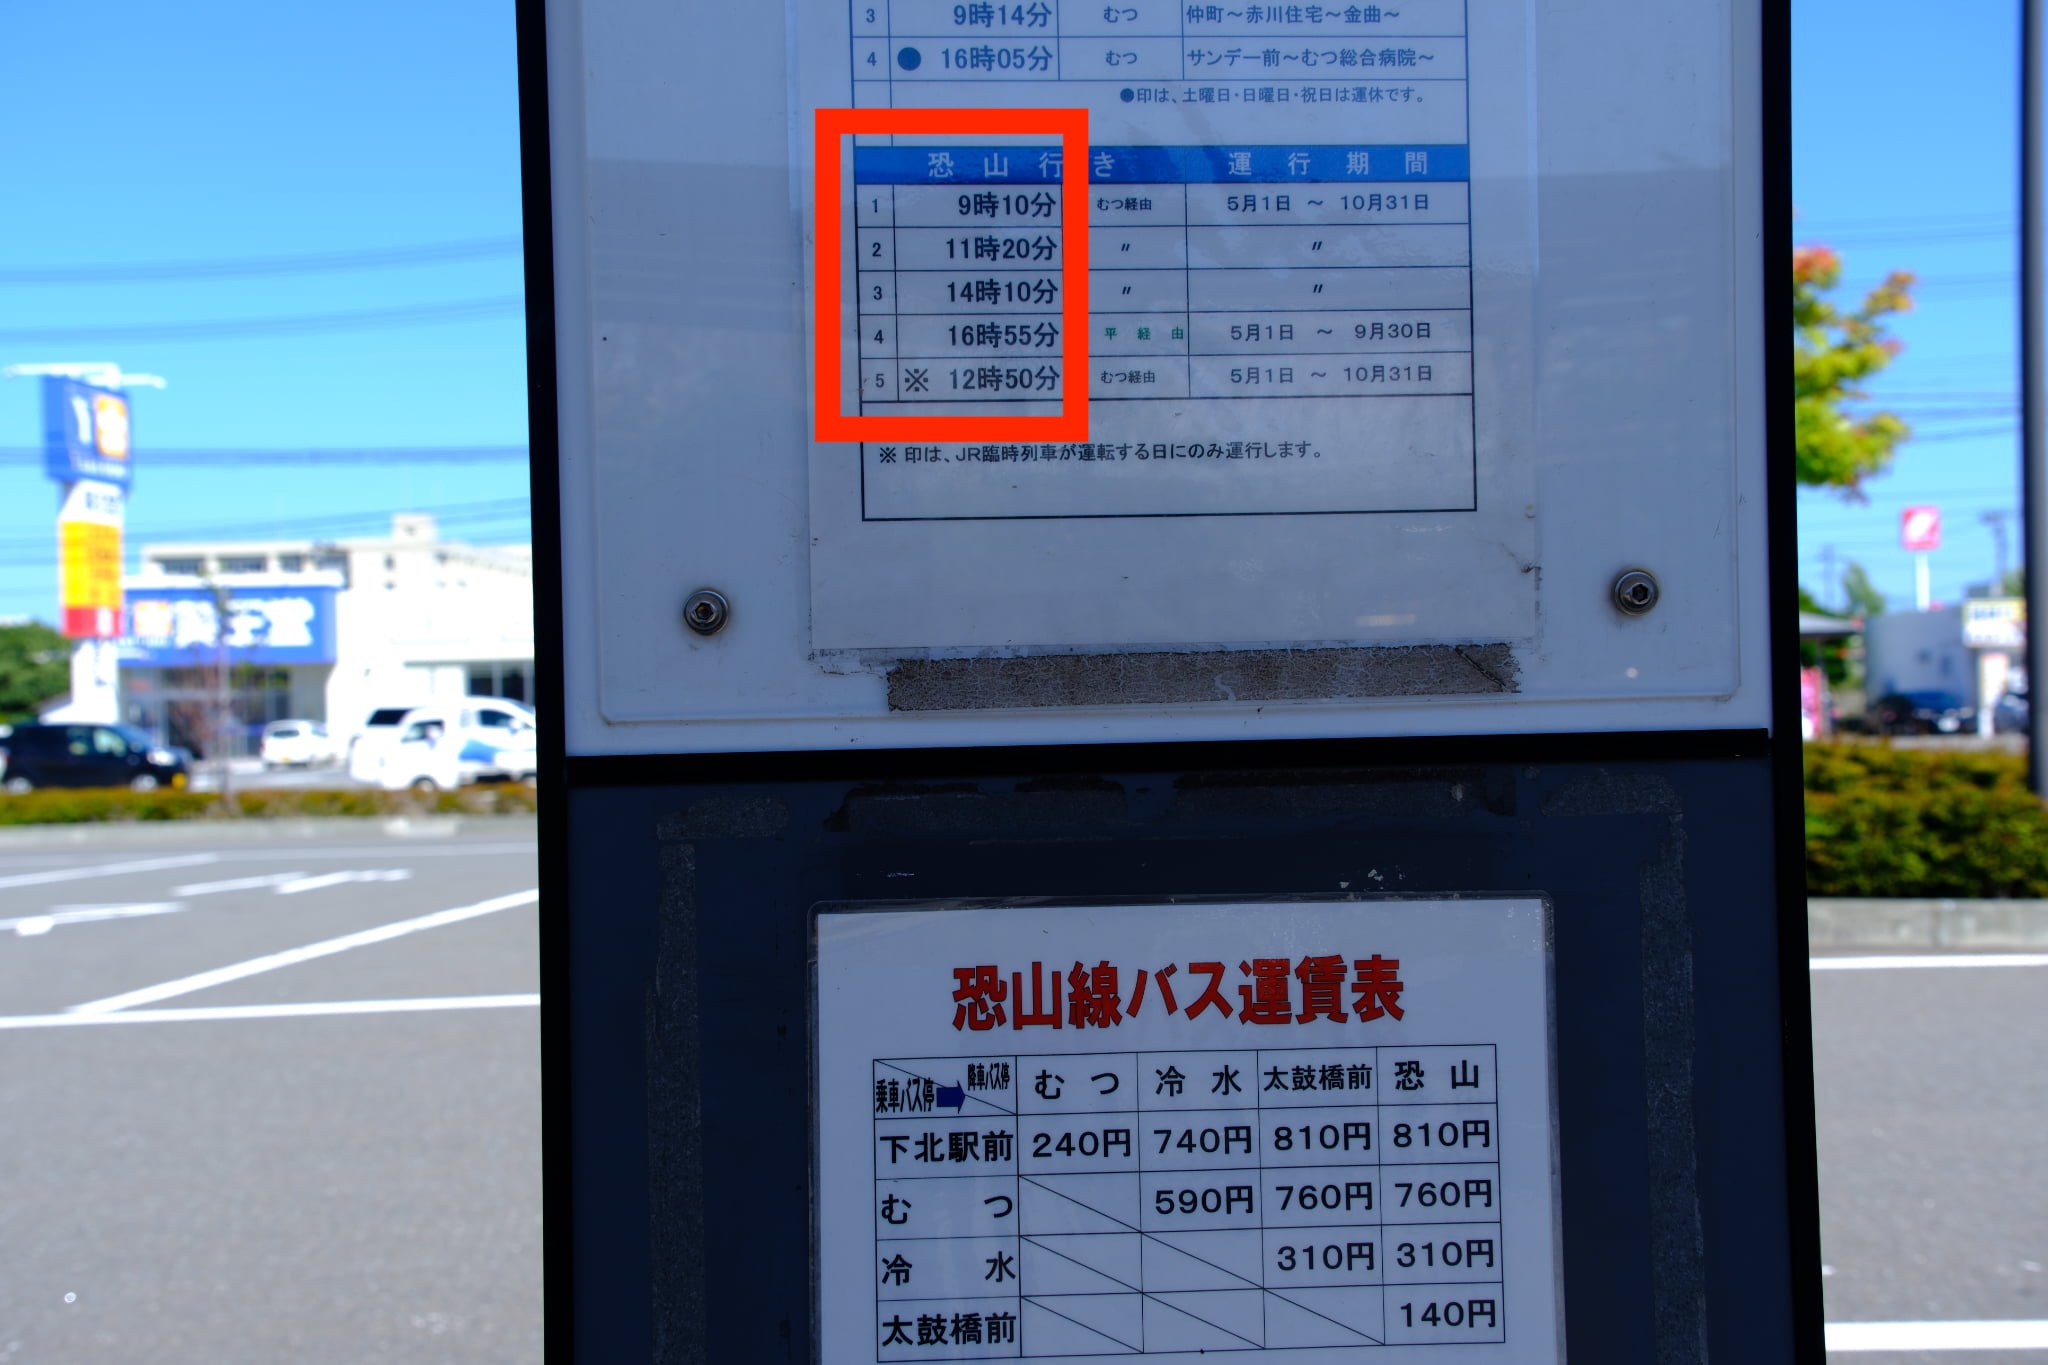 3 9時14分 むつ 仲町～赤川住宅～金曲～
4 ● 16時05分 むつ サンデー前～むつ総合病院～
●印は、土曜日・日曜日・祝日は運休です。
恐山行き 運行期間
1 9時10分 むつ経由 5月1日 ～ 10月31日
2 11時20分 〃 〃
3 14時10分 〃 〃
4 16時55分 平経由 5月1日 ～ 9月30日
5 ※ 12時50分 むつ経由 5月1日 ～ 10月31日
※ 印は、JR臨時列車が運転する日にのみ運行します。
恐山線バス運賃表
乗車バス停 降車バス停 むつ 冷水 太鼓橋前 恐山
下北駅前 240円 740円 810円 810円
むつ 590円 760円 760円
冷水 310円 310円
太鼓橋前 140円